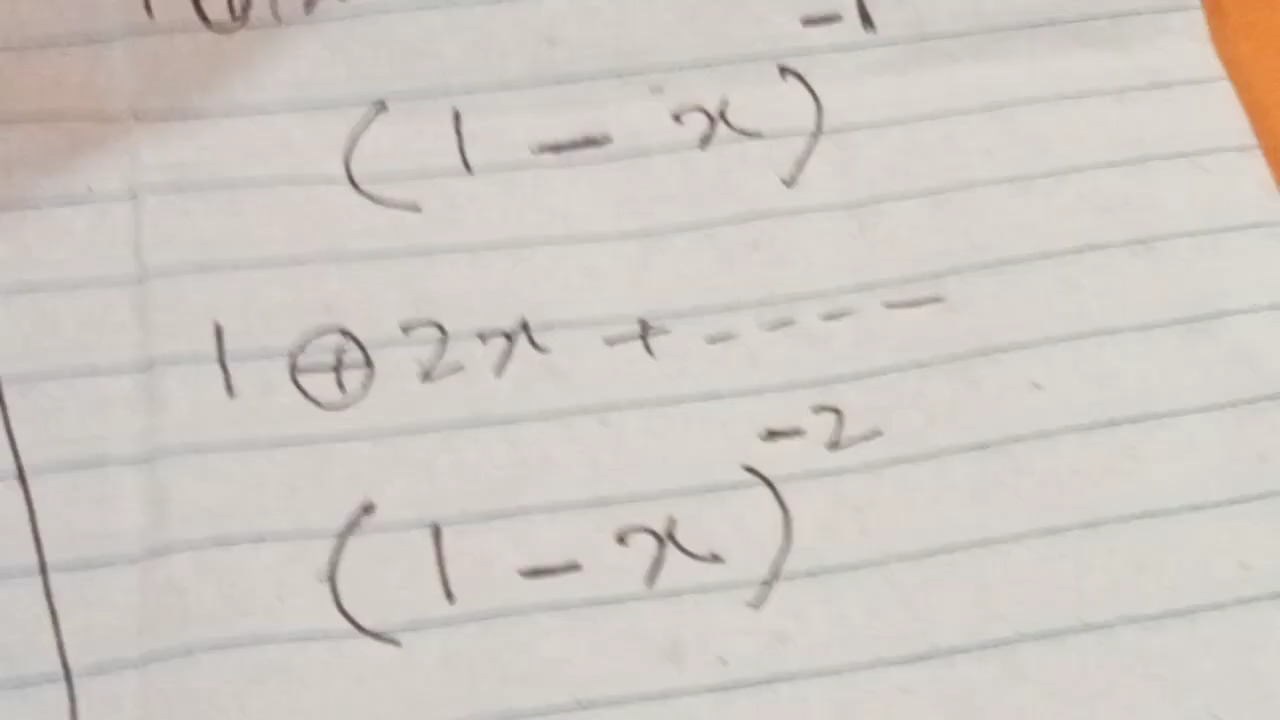 (1 - x)⁻¹
1 ⊕ 2x + - - - -
(1 - x)⁻²